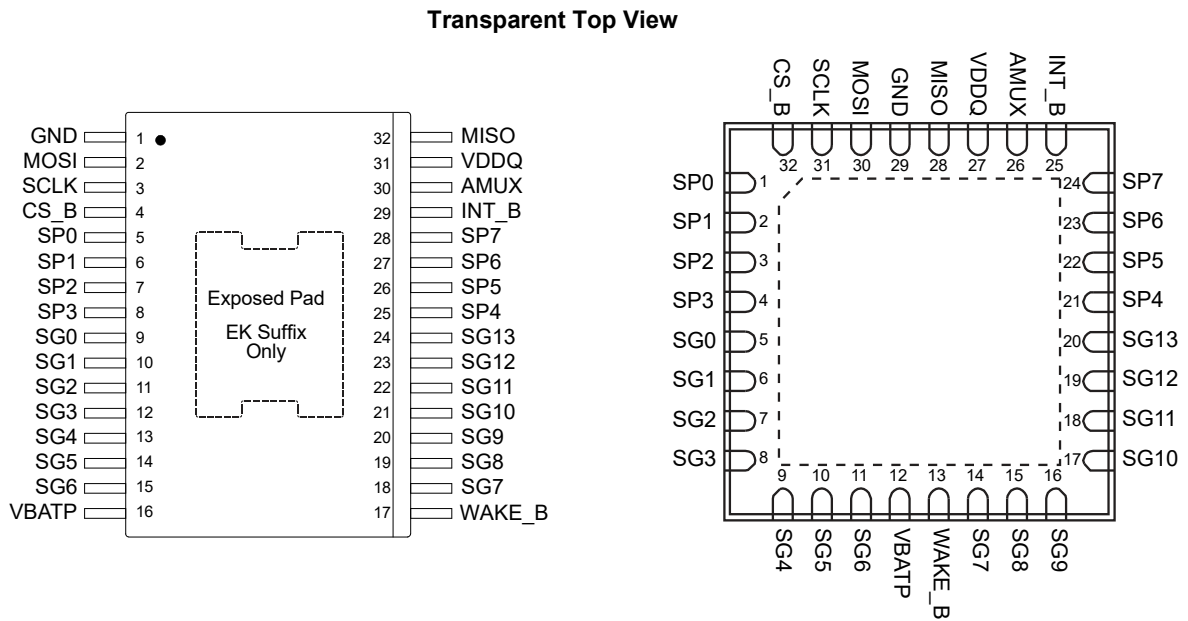 Transparent Top View
GND 1 32 MISO
MOSI 2 31 VDDQ
SCLK 3 30 AMUX
CS_B 4 29 INT_B
SP0 5 28 SP7
SP1 6 27 SP6
SP2 7 26 SP5
SP3 8 25 SP4
SG0 9 24 SG13
SG1 10 23 SG12
SG2 11 22 SG11
SG3 12 21 SG10
SG4 13 20 SG9
SG5 14 19 SG8
SG6 15 18 SG7
VBATP 16 17 WAKE_B
Exposed Pad
EK Suffix
Only
CS_B SCLK MOSI GND MISO VDDQ AMUX INT_B
32 31 30 29 28 27 26 25
SP0 1 24 SP7
SP1 2 23 SP6
SP2 3 22 SP5
SP3 4 21 SP4
SG0 5 20 SG13
SG1 6 19 SG12
SG2 7 18 SG11
SG3 8 17 SG10
9 10 11 12 13 14 15 16
SG4 SG5 SG6 VBATP WAKE_B SG7 SG8 SG9